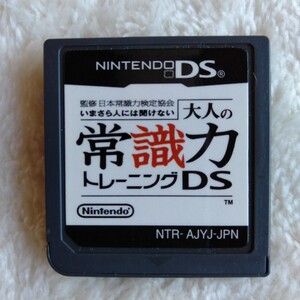 NINTENDO DS®
監修 日本常識力検定協会
いまさら人には聞けない
大人の
常識力
トレーニングDS
TM
Nintendo
NTR- AJYJ-JPN